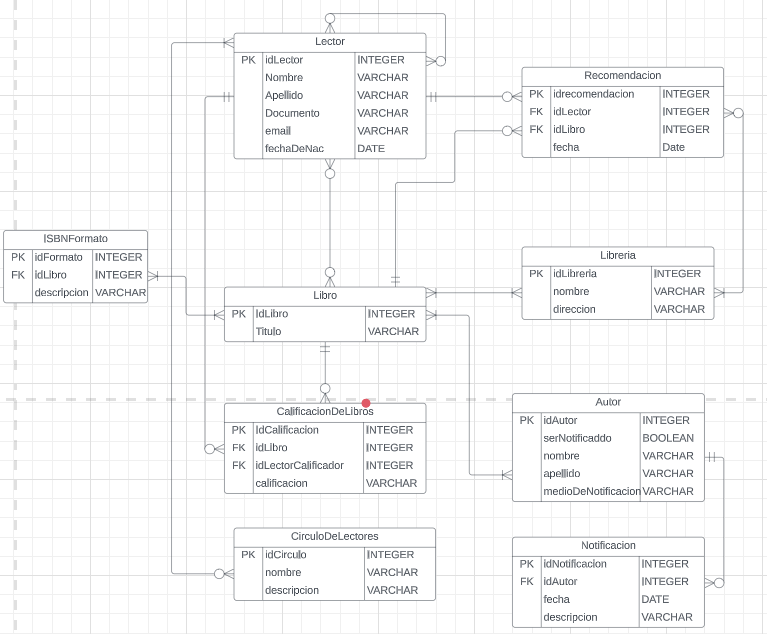 Lector
PK idLector INTEGER
Nombre VARCHAR
Apellido VARCHAR
Documento VARCHAR
email VARCHAR
fechaDeNac DATE
Recomendacion
PK idrecomendacion INTEGER
FK idLector INTEGER
FK idLibro INTEGER
fecha Date
ISBNFormato
PK idFormato INTEGER
FK idLibro INTEGER
descripcion VARCHAR
Libreria
PK idLibreria INTEGER
nombre VARCHAR
direccion VARCHAR
Libro
PK IdLibro INTEGER
Titulo VARCHAR
CalificacionDeLibros
PK IdCalificacion INTEGER
FK idLibro INTEGER
FK idLectorCalificador INTEGER
calificacion VARCHAR
Autor
PK idAutor INTEGER
serNotificaddo BOOLEAN
nombre VARCHAR
apellido VARCHAR
medioDeNotificacion VARCHAR
CirculoDeLectores
PK idCirculo INTEGER
nombre VARCHAR
descripcion VARCHAR
Notificacion
PK idNotificacion INTEGER
FK idAutor INTEGER
fecha DATE
descripcion VARCHAR